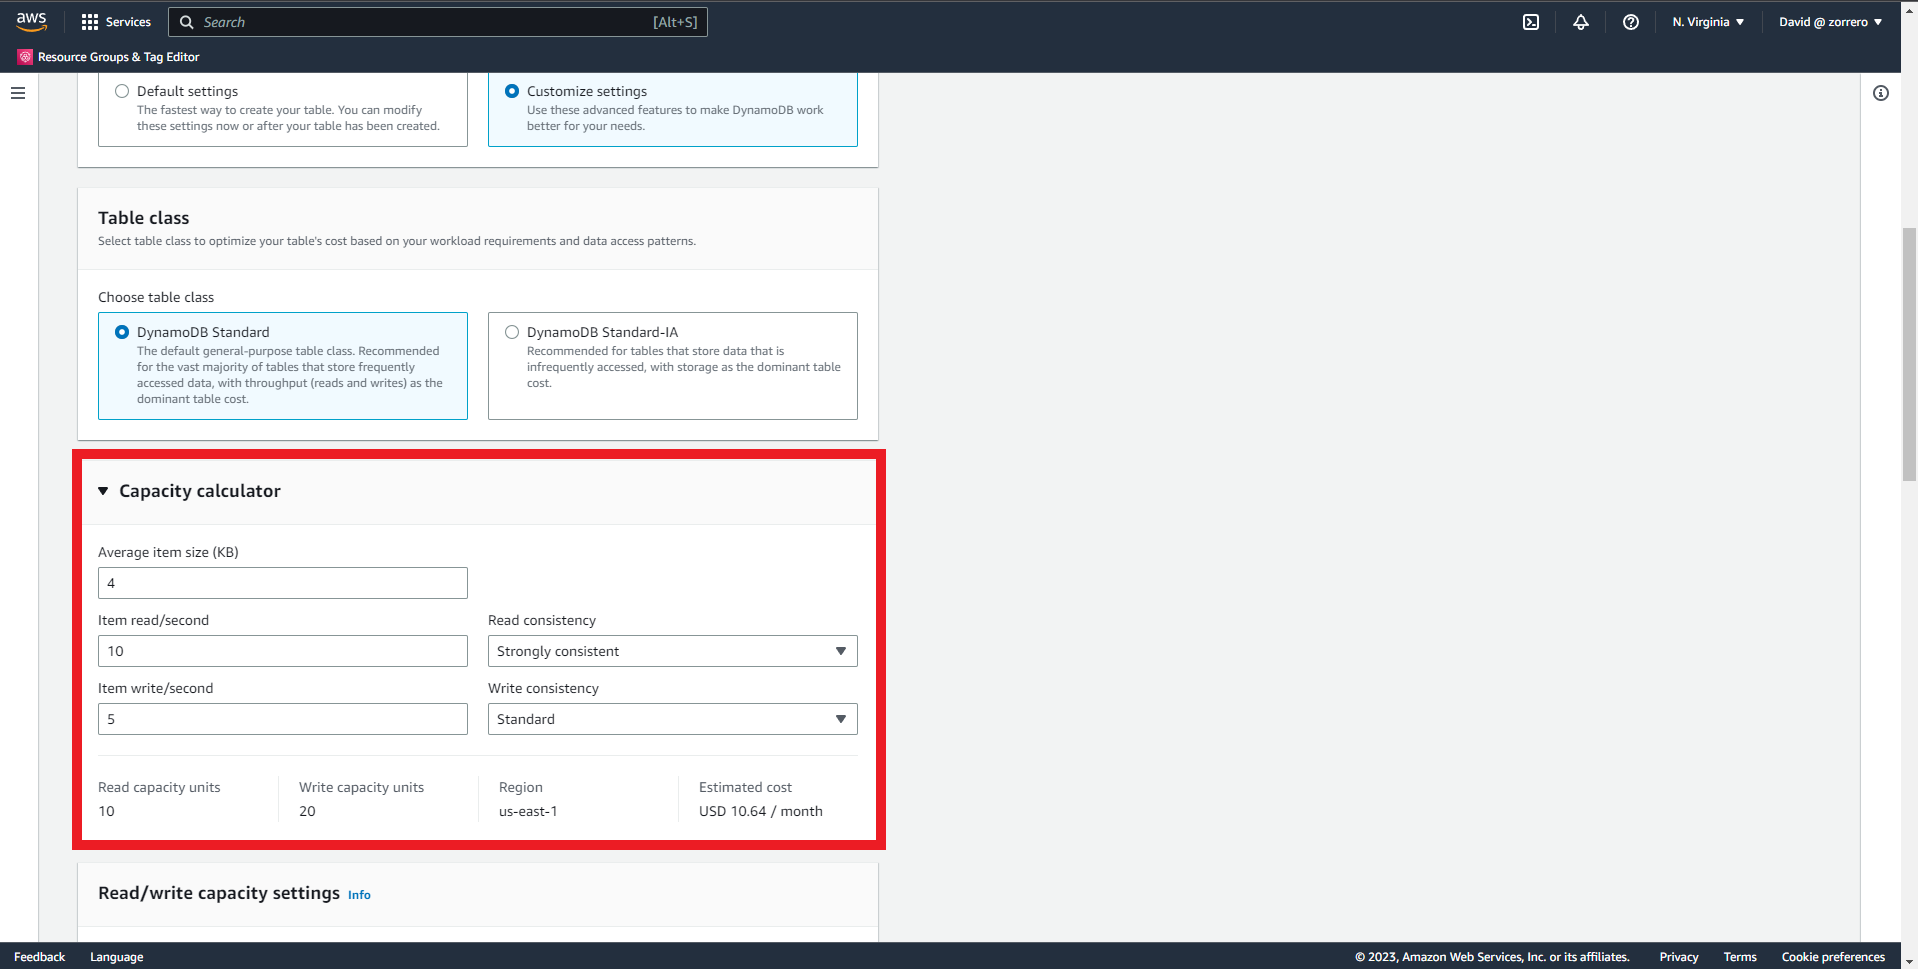 aws
Services
Search
[Alt+S]
N. Virginia
David @ zorrero
Resource Groups & Tag Editor
Default settings
The fastest way to create your table. You can modify
these settings now or after your table has been created.
Customize settings
Use these advanced features to make DynamoDB work
better for your needs.
Table class
Select table class to optimize your table's cost based on your workload requirements and data access patterns.
Choose table class
DynamoDB Standard
The default general-purpose table class. Recommended
for the vast majority of tables that store frequently
accessed data, with throughput (reads and writes) as the
dominant table cost.
DynamoDB Standard-IA
Recommended for tables that store data that is
infrequently accessed, with storage as the dominant table
cost.
Capacity calculator
Average item size (KB)
4
Item read/second
10
Read consistency
Strongly consistent
Item write/second
5
Write consistency
Standard
Read capacity units
10
Write capacity units
20
Region
us-east-1
Estimated cost
USD 10.64 / month
Read/write capacity settings Info
Feedback
Language
© 2023, Amazon Web Services, Inc. or its affiliates.
Privacy
Terms
Cookie preferences